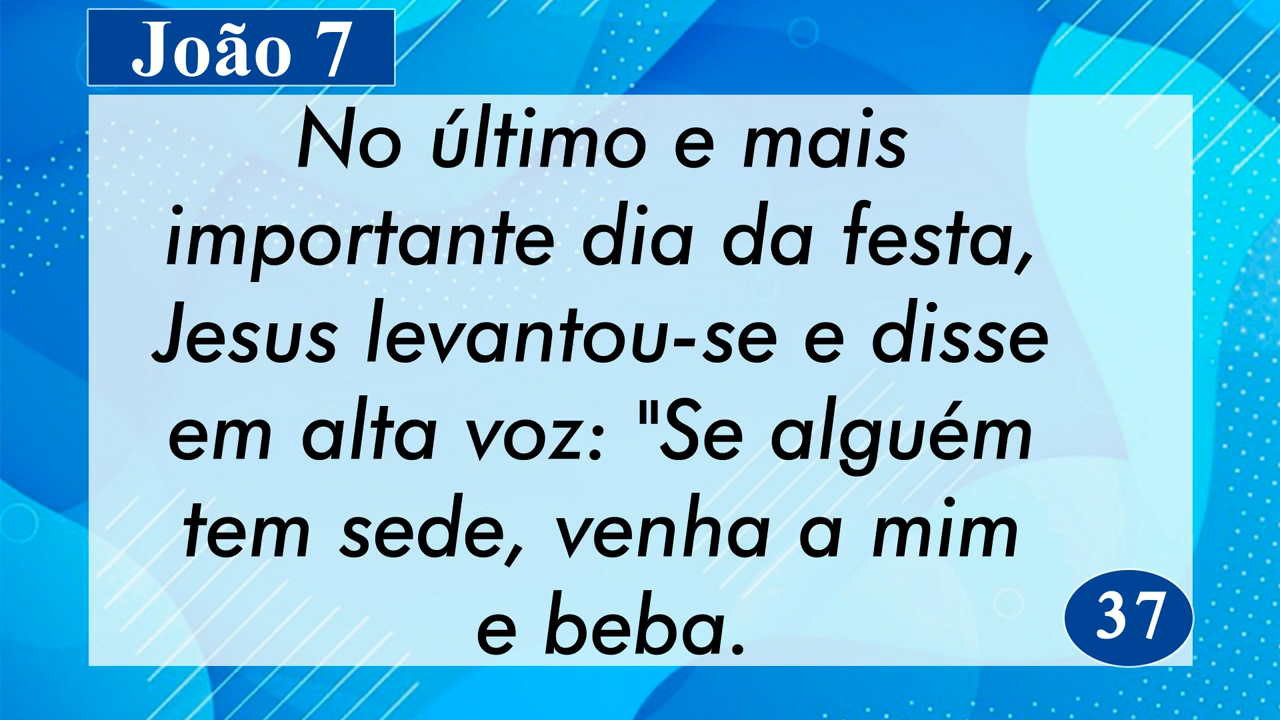 João 7
No último e mais
importante dia da festa,
Jesus levantou-se e disse
em alta voz: "Se alguém
tem sede, venha a mim
e beba.
37